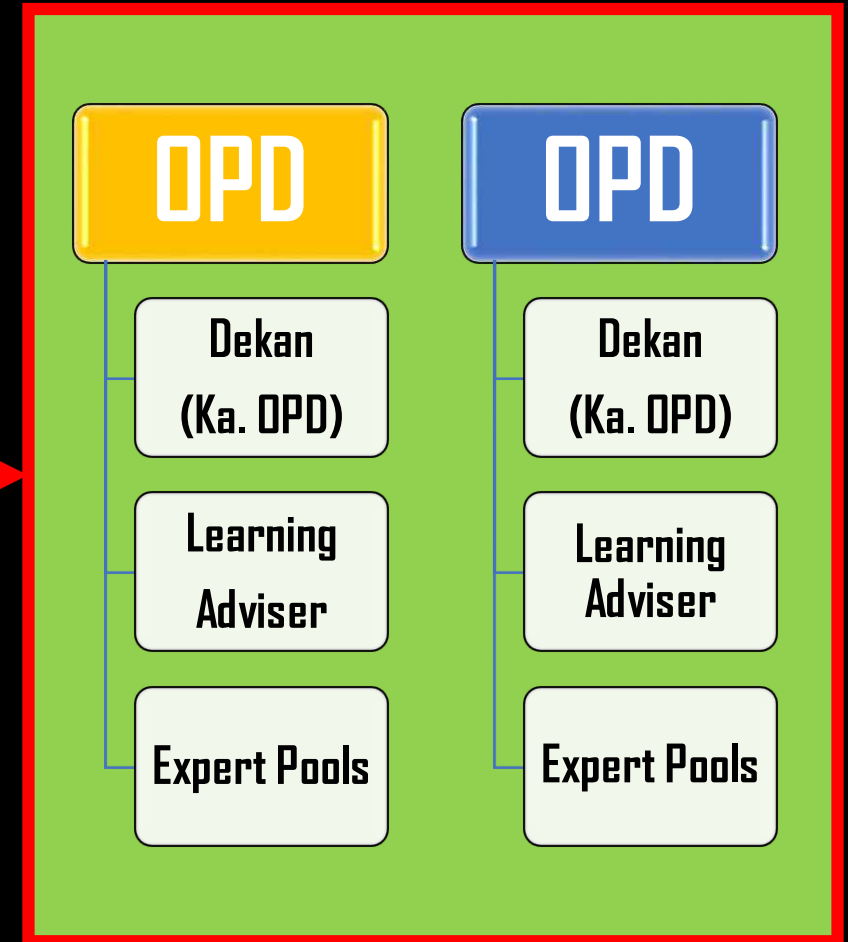 OPD
Dekan
(Ka. OPD)
Learning
Adviser
Expert Pools
OPD
Dekan
(Ka. OPD)
Learning
Adviser
Expert Pools